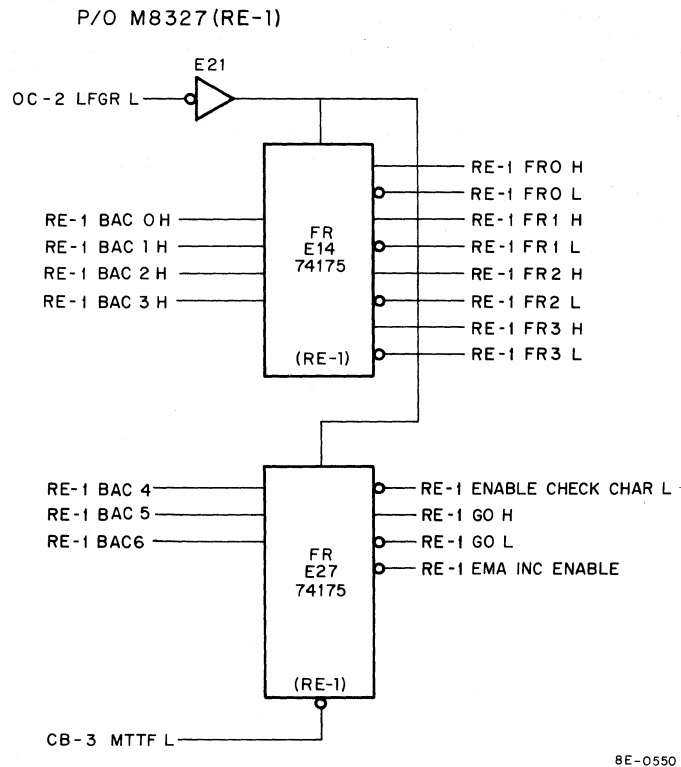 P/O M8327(RE-1)
E21
OC-2 LFGR L
RE-1 FR0 H
RE-1 FR0 L
RE-1 BAC 0H
RE-1 FR1 H
RE-1 BAC 1 H
RE-1 FR1 L
RE-1 BAC 2 H
RE-1 FR2 H
RE-1 BAC 3 H
RE-1 FR2 L
RE-1 FR3 H
RE-1 FR3 L
FR
E14
74175
(RE-1)
RE-1 BAC 4
RE-1 ENABLE CHECK CHAR L
RE-1 BAC 5
RE-1 GO H
RE-1 BAC6
RE-1 GO L
RE-1 EMA INC ENABLE
FR
E27
74175
(RE-1)
CB-3 MTTF L
8E-0550